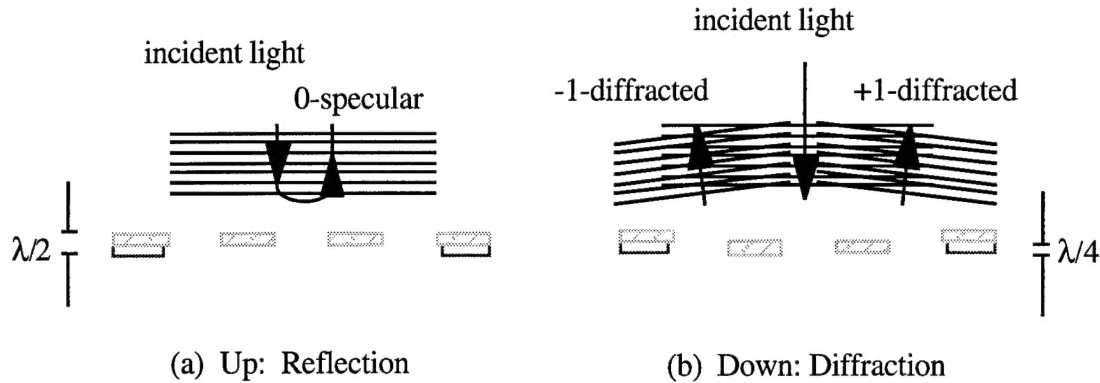 incident light
0-specular
λ/2
(a) Up: Reflection
incident light
-1-diffracted
+1-diffracted
λ/4
(b) Down: Diffraction